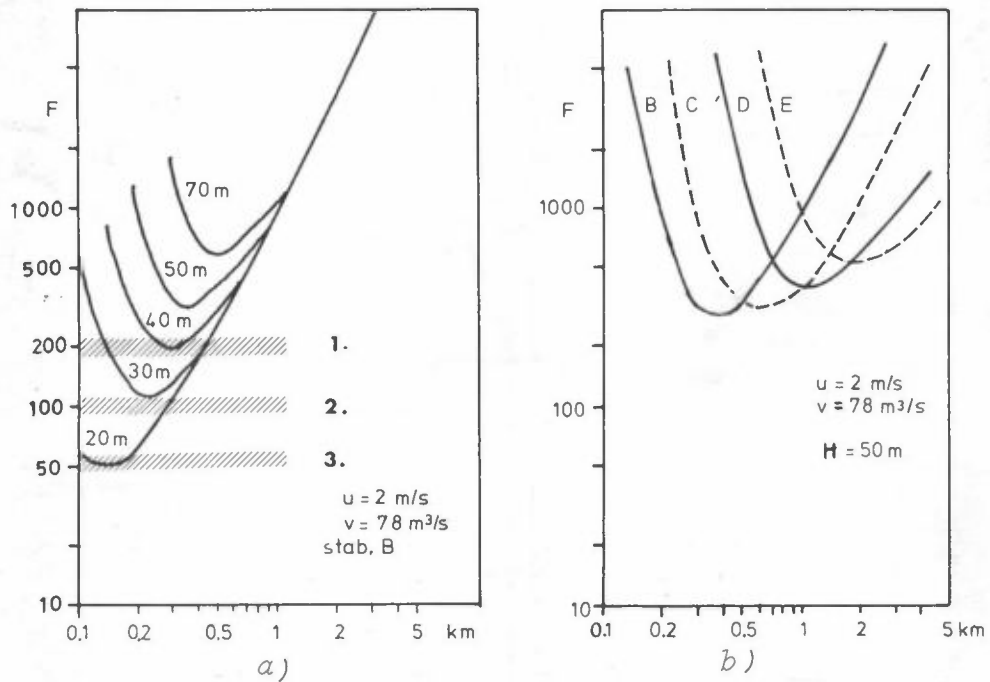 F
1000
500
200
100
50
10
70 m
50 m
40 m
30 m
20 m
1.
2.
3.
u = 2 m/s
v = 78 m³/s
stab, B
0.1
0,2
0.5
1
2
5
km
a)
F
1000
100
10
B
C
D
E
u = 2 m/s
v = 78 m³/s
H = 50 m
0.1
0.2
0.5
1
2
5 km
b)